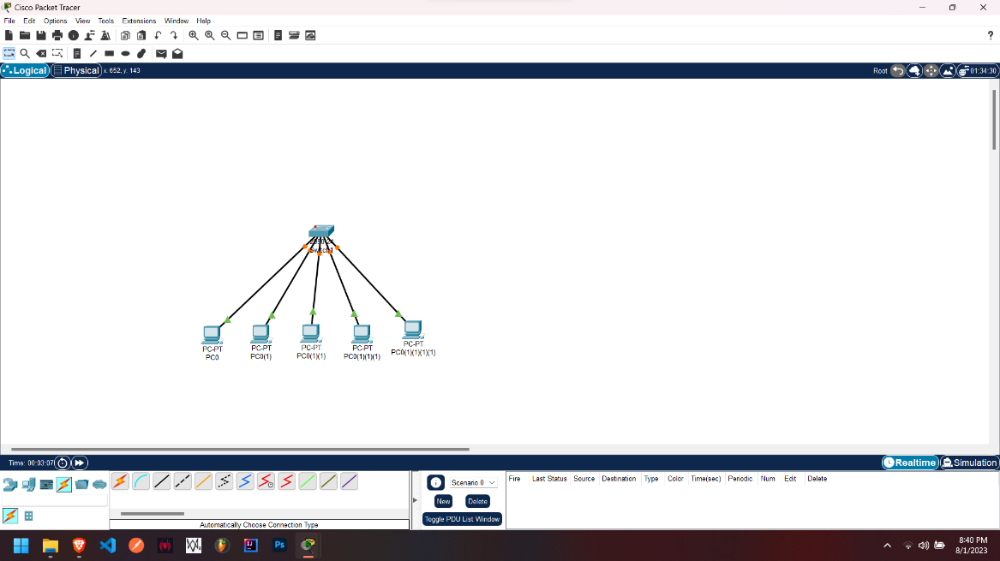 Cisco Packet Tracer
File Edit Options View Tools Extensions Window Help
?
Logical Physical x: 652, y: 143 Root 01:34:30
Switch1
PC-PT
PC0
PC-PT
PC0(1)
PC-PT
PC0(1)(1)
PC-PT
PC0(1)(1)(1)
PC-PT
PC0(1)(1)(1)(1)
Time: 00:03:07 Realtime Simulation
Scenario 0
New Delete
Toggle PDU List Window
Fire Last Status Source Destination Type Color Time(sec) Periodic Num Edit Delete
Automatically Choose Connection Type
Ps
8:40 PM
8/1/2023